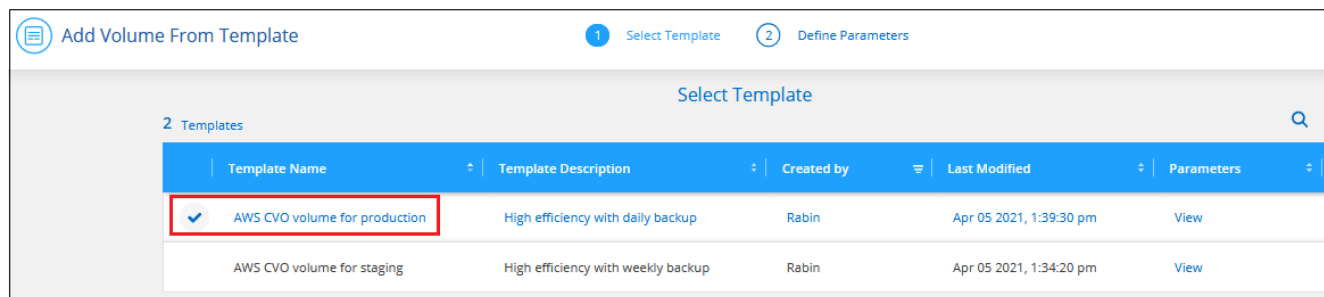 Add Volume From Template 1 Select Template 2 Define Parameters
Select Template
2 Templates
Template Name Template Description Created by Last Modified Parameters
AWS CVO volume for production High efficiency with daily backup Rabin Apr 05 2021, 1:39:30 pm View
AWS CVO volume for staging High efficiency with weekly backup Rabin Apr 05 2021, 1:34:20 pm View